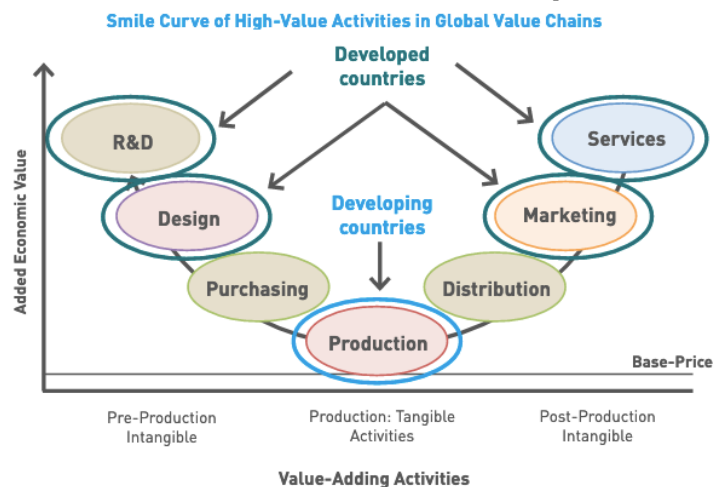 Smile Curve of High-Value Activities in Global Value Chains
Developed
countries
R&D
Services
Design
Developing
countries
Marketing
Purchasing
Distribution
Production
Base-Price
Added Economic Value
Pre-Production
Intangible
Production: Tangible
Activities
Post-Production
Intangible
Value-Adding Activities